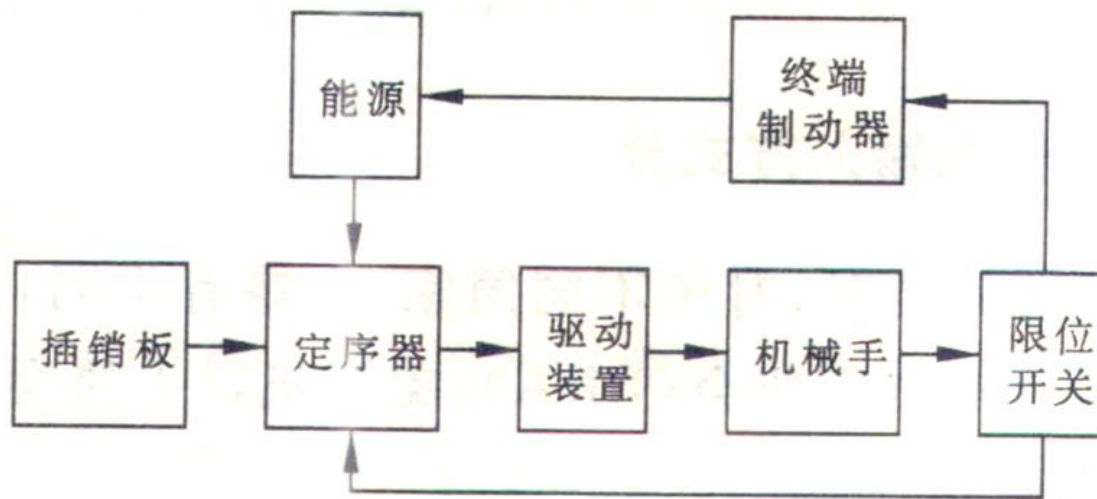 能源
终端
制动器
插销板
定序器
驱动
装置
机械手
限位
开关